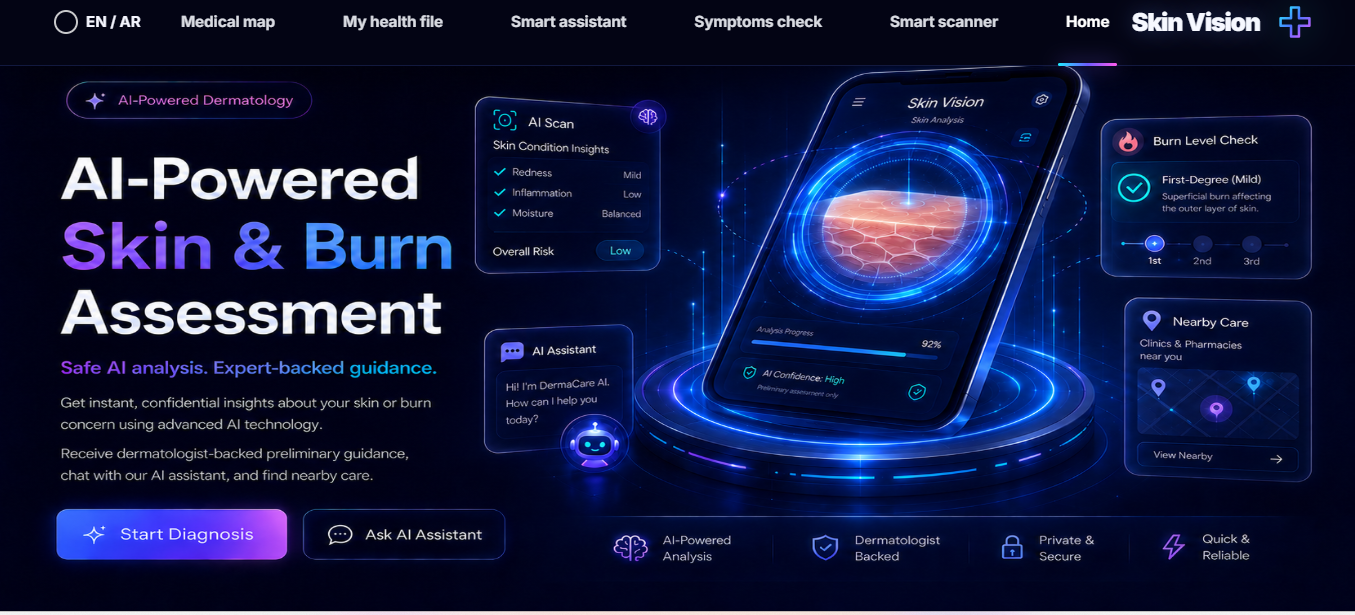 EN / AR
Medical map
My health file
Smart assistant
Symptoms check
Smart scanner
Home
Skin Vision
AI-Powered Dermatology
AI-Powered
Skin & Burn
Assessment
Safe AI analysis. Expert-backed guidance.
Get instant, confidential insights about your skin or burn
concern using advanced AI technology.
Receive dermatologist-backed preliminary guidance,
chat with our AI assistant, and find nearby care.
Start Diagnosis
Ask AI Assistant
AI Scan
Skin Condition Insights
Redness Mild
Inflammation Low
Moisture Balanced
Overall Risk Low
AI Assistant
Hi! I'm DermaCare AI.
How can I help you
today?
Skin Vision
Skin Analysis
Analysis Progress
92%
AI Confidence: High
Preliminary assessment only
Burn Level Check
First-Degree (Mild)
Superficial burn affecting
the outer layer of skin.
1st 2nd 3rd
Nearby Care
Clinics & Pharmacies
near you
View Nearby
AI-Powered
Analysis
Dermatologist
Backed
Private &
Secure
Quick &
Reliable